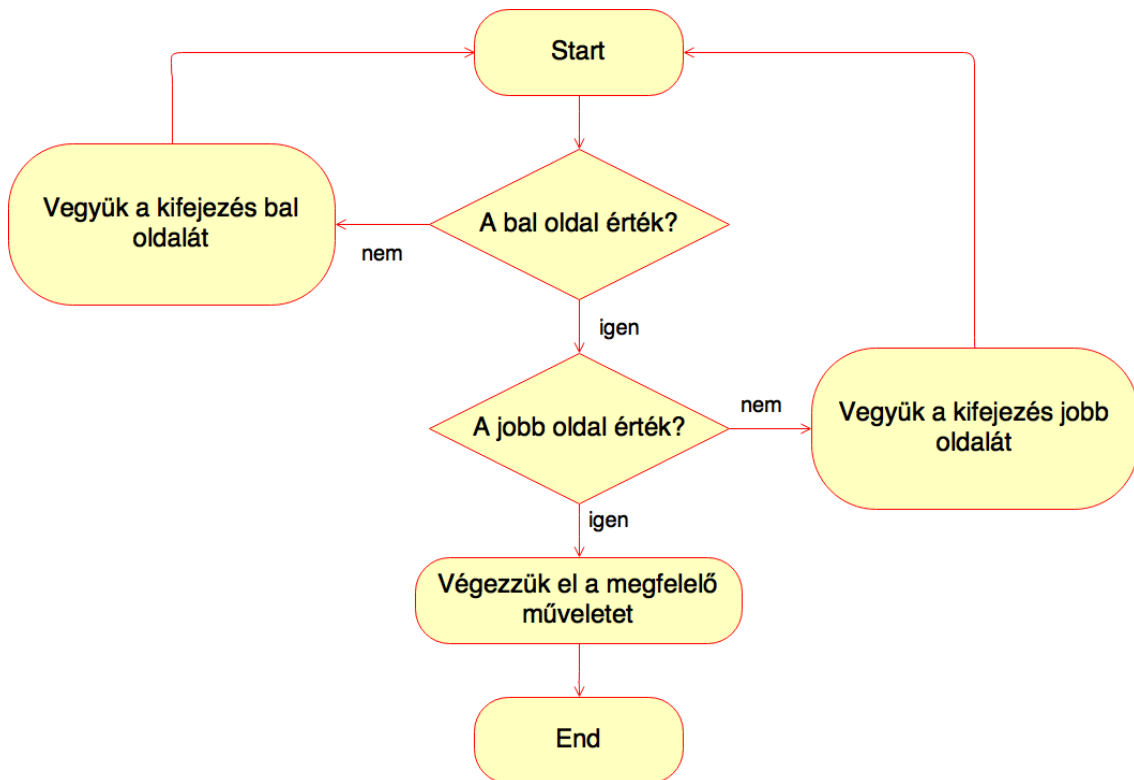 Start
Vegyük a kifejezés bal
oldalát
A bal oldal érték?
nem
igen
A jobb oldal érték?
nem
Vegyük a kifejezés jobb
oldalát
igen
Végezzük el a megfelelő
műveletet
End